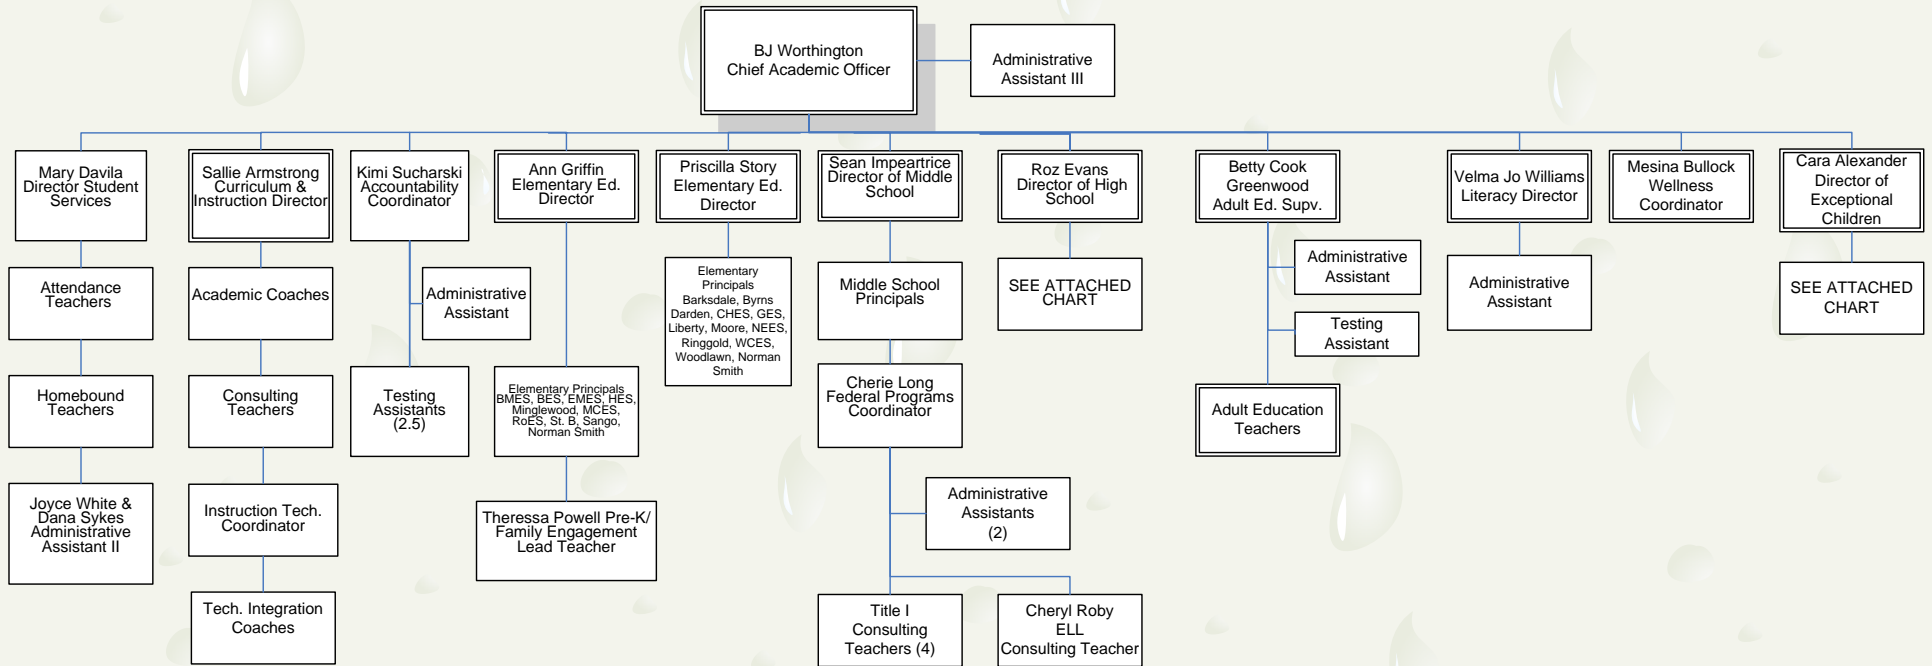 BJ Worthington
Chief Academic Officer
Administrative
Assistant III
Mary Davila
Director Student
Services
Sallie Armstrong
Curriculum &
Instruction Director
Kimi Sucharski
Accountability
Coordinator
Ann Griffin
Elementary Ed.
Director
Priscilla Story
Elementary Ed.
Director
Sean Impeartrice
Director of Middle
School
Roz Evans
Director of High
School
Betty Cook
Greenwood
Adult Ed. Supv.
Velma Jo Williams
Literacy Director
Mesina Bullock
Wellness
Coordinator
Cara Alexander
Director of
Exceptional
Children
Attendance
Teachers
Academic Coaches
Administrative
Assistant
Elementary
Principals
Barksdale, Byrns
Darden, CHES, GES,
Liberty, Moore, NEES,
Ringgold, WCES,
Woodlawn, Norman
Smith
Middle School
Principals
SEE ATTACHED
CHART
Administrative
Assistant
Testing
Assistant
Administrative
Assistant
SEE ATTACHED
CHART
Homebound
Teachers
Consulting
Teachers
Testing
Assistants
(2.5)
Elementary Principals
BMES, BES, EMES, HES,
Minglewood, MCES,
RoES, St. B, Sango,
Norman Smith
Cherie Long
Federal Programs
Coordinator
Adult Education
Teachers
Joyce White &
Dana Sykes
Administrative
Assistant II
Instruction Tech.
Coordinator
Theressa Powell Pre-K/
Family Engagement
Lead Teacher
Administrative
Assistants
(2)
Tech. Integration
Coaches
Title I
Consulting
Teachers (4)
Cheryl Roby
ELL
Consulting Teacher